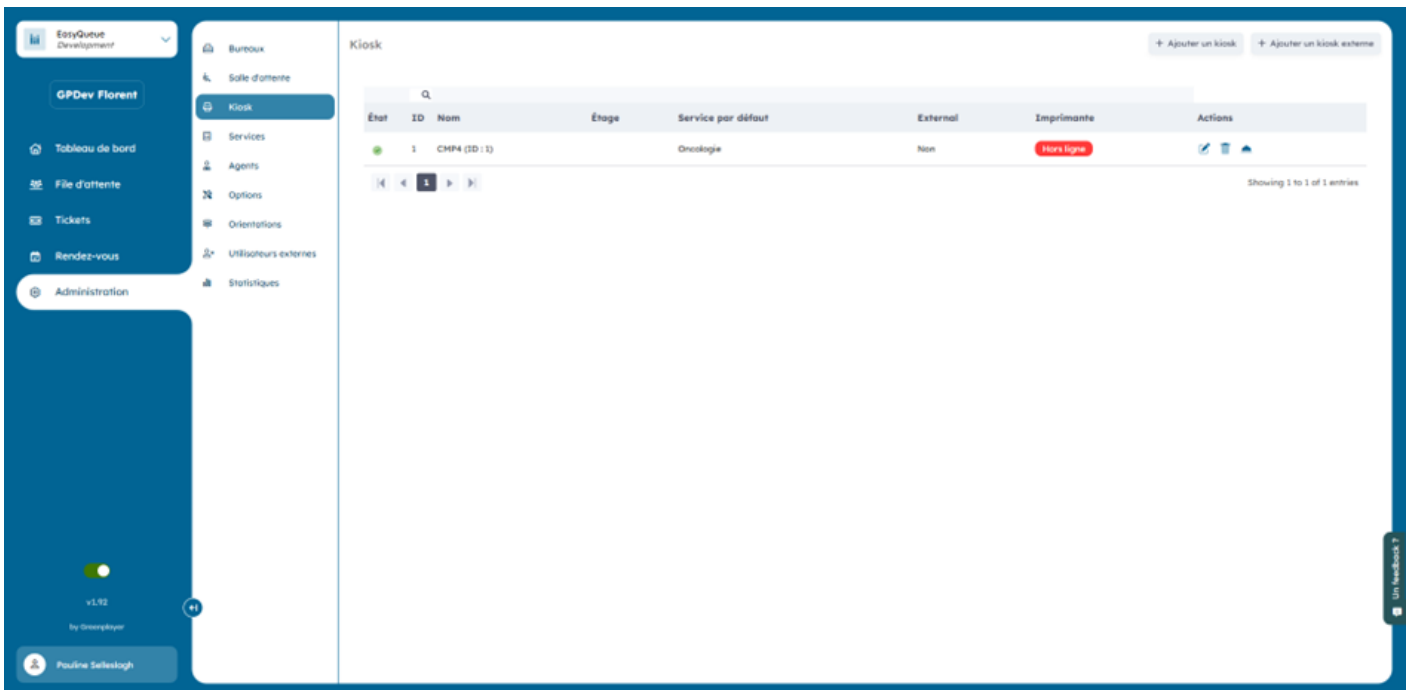 EasyQueue
Development
GPDev Florent
Tableau de bord
File d'attente
Tickets
Rendez-vous
Administration
v1.92
by Greenplayer
Pauline Selleslagh
Bureaux
Salle d'attente
Kiosk
Services
Agents
Options
Orientations
Utilisateurs externes
Statistiques
Kiosk
+ Ajouter un kiosk + Ajouter un kiosk externe
État ID Nom Étage Service par défaut External Imprimante Actions
1 CMP4 (ID : 1) Oncologie Non Hors ligne
1
Showing 1 to 1 of 1 entries
Un feedback ?